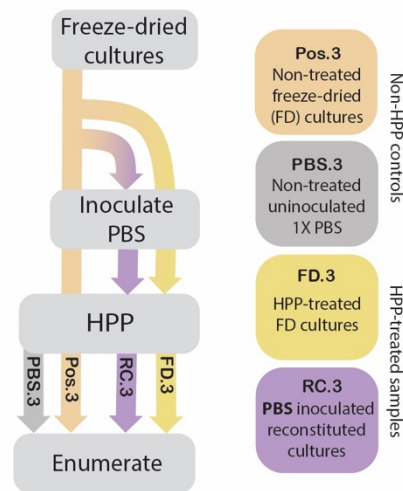 Freeze-dried
cultures
Inoculate
PBS
HPP
PBS.3
Pos.3
RC.3
FD.3
Enumerate
Pos.3
Non-treated
freeze-dried
(FD) cultures
PBS.3
Non-treated
uninoculated
1X PBS
Non-HPP
controls
FD.3
HPP-treated
FD cultures
RC.3
PBS inoculated
reconstituted
cultures
HPP-treated
samples